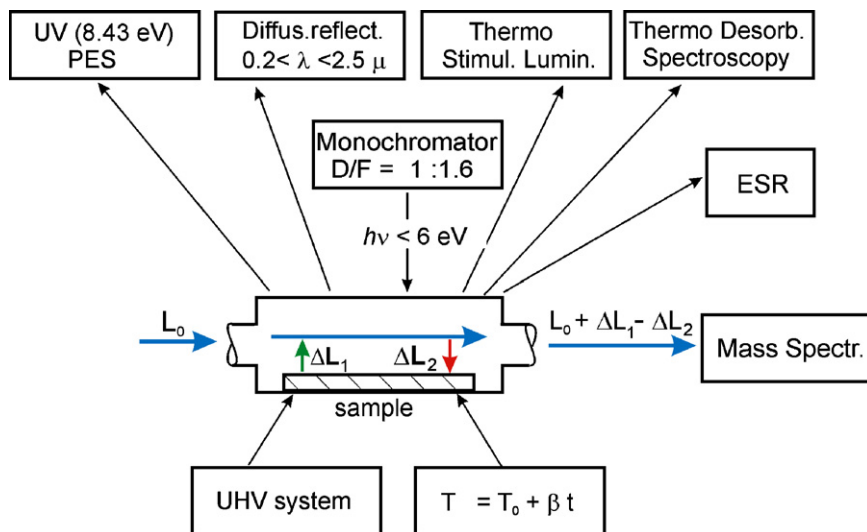 UV (8.43 eV)
PES
Diffus.reflect.
0.2< λ <2.5 μ
Thermo
Stimul. Lumin.
Thermo Desorb.
Spectroscopy
Monochromator
D/F = 1 :1.6
ESR
hν < 6 eV
L₀
ΔL₁
ΔL₂
L₀ + ΔL₁- ΔL₂
Mass Spectr.
sample
UHV system
T = T₀ + β t